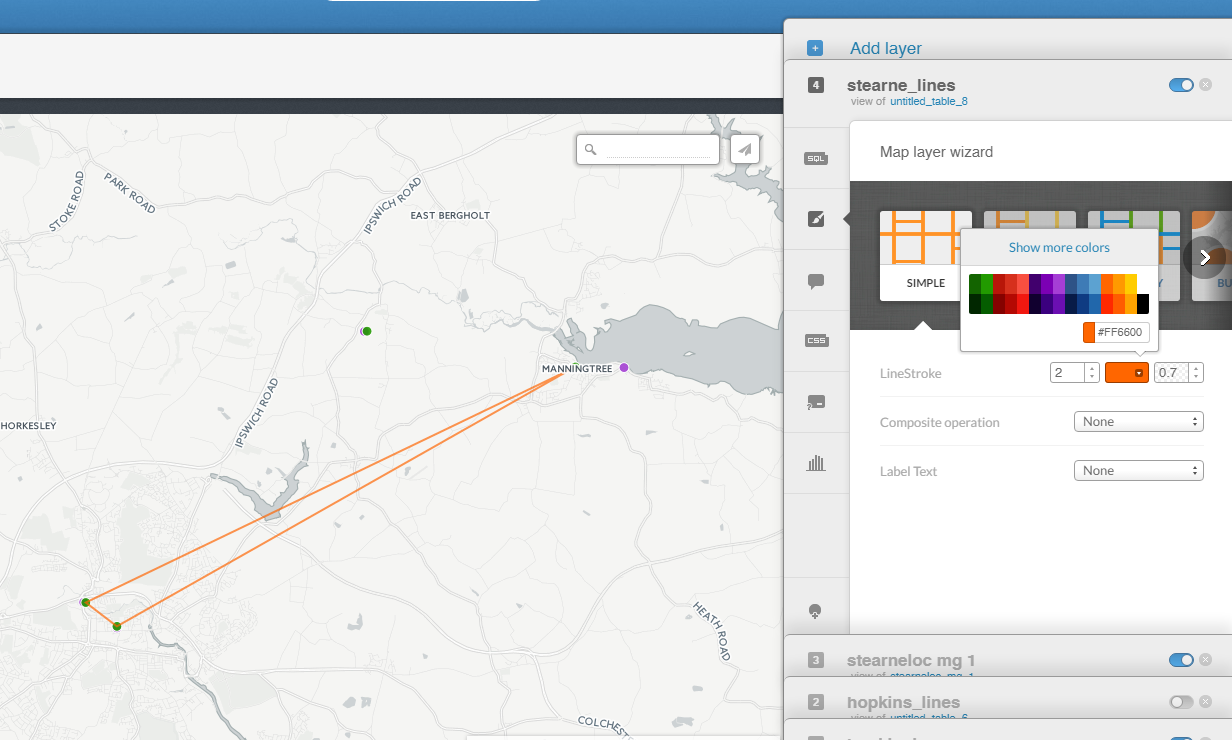 Add layer
4 stearne_lines
view of untitled_table_8
SQL
CSS
Map layer wizard
SIMPLE
Show more colors
#FF6600
LineStroke 2 0.7
Composite operation None
Label Text None
3 stearneloc mg 1
view of stearneloc_mg_1
2 hopkins_lines
view of untitled_table_6
STOKE ROAD
PARK ROAD
IPSWICH ROAD
EAST BERGHOLT
MANNINGTREE
IPSWICH ROAD
HORKESLEY
HEATH ROAD
COLCHES